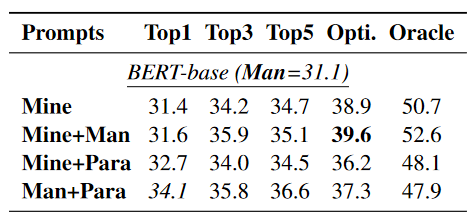 Prompts Top1 Top3 Top5 Opti. Oracle
BERT-base (Man=31.1)
Mine 31.4 34.2 34.7 38.9 50.7
Mine+Man 31.6 35.9 35.1 39.6 52.6
Mine+Para 32.7 34.0 34.5 36.2 48.1
Man+Para 34.1 35.8 36.6 37.3 47.9